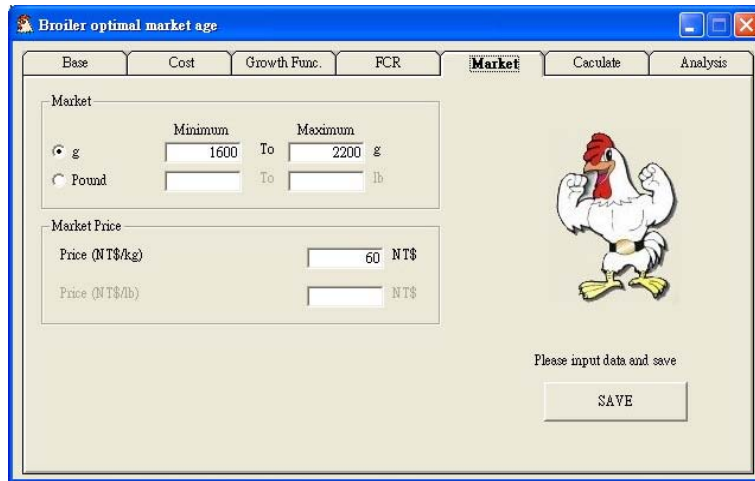 Broiler optimal market age
Base Cost Growth Func. FCR Market Caculate Analysis
Market
Minimum Maximum
g 1600 To 2200 g
Pound To lb
Market Price
Price (NT$/kg) 60 NT$
Price (NT$/lb) NT$
Please input data and save
SAVE